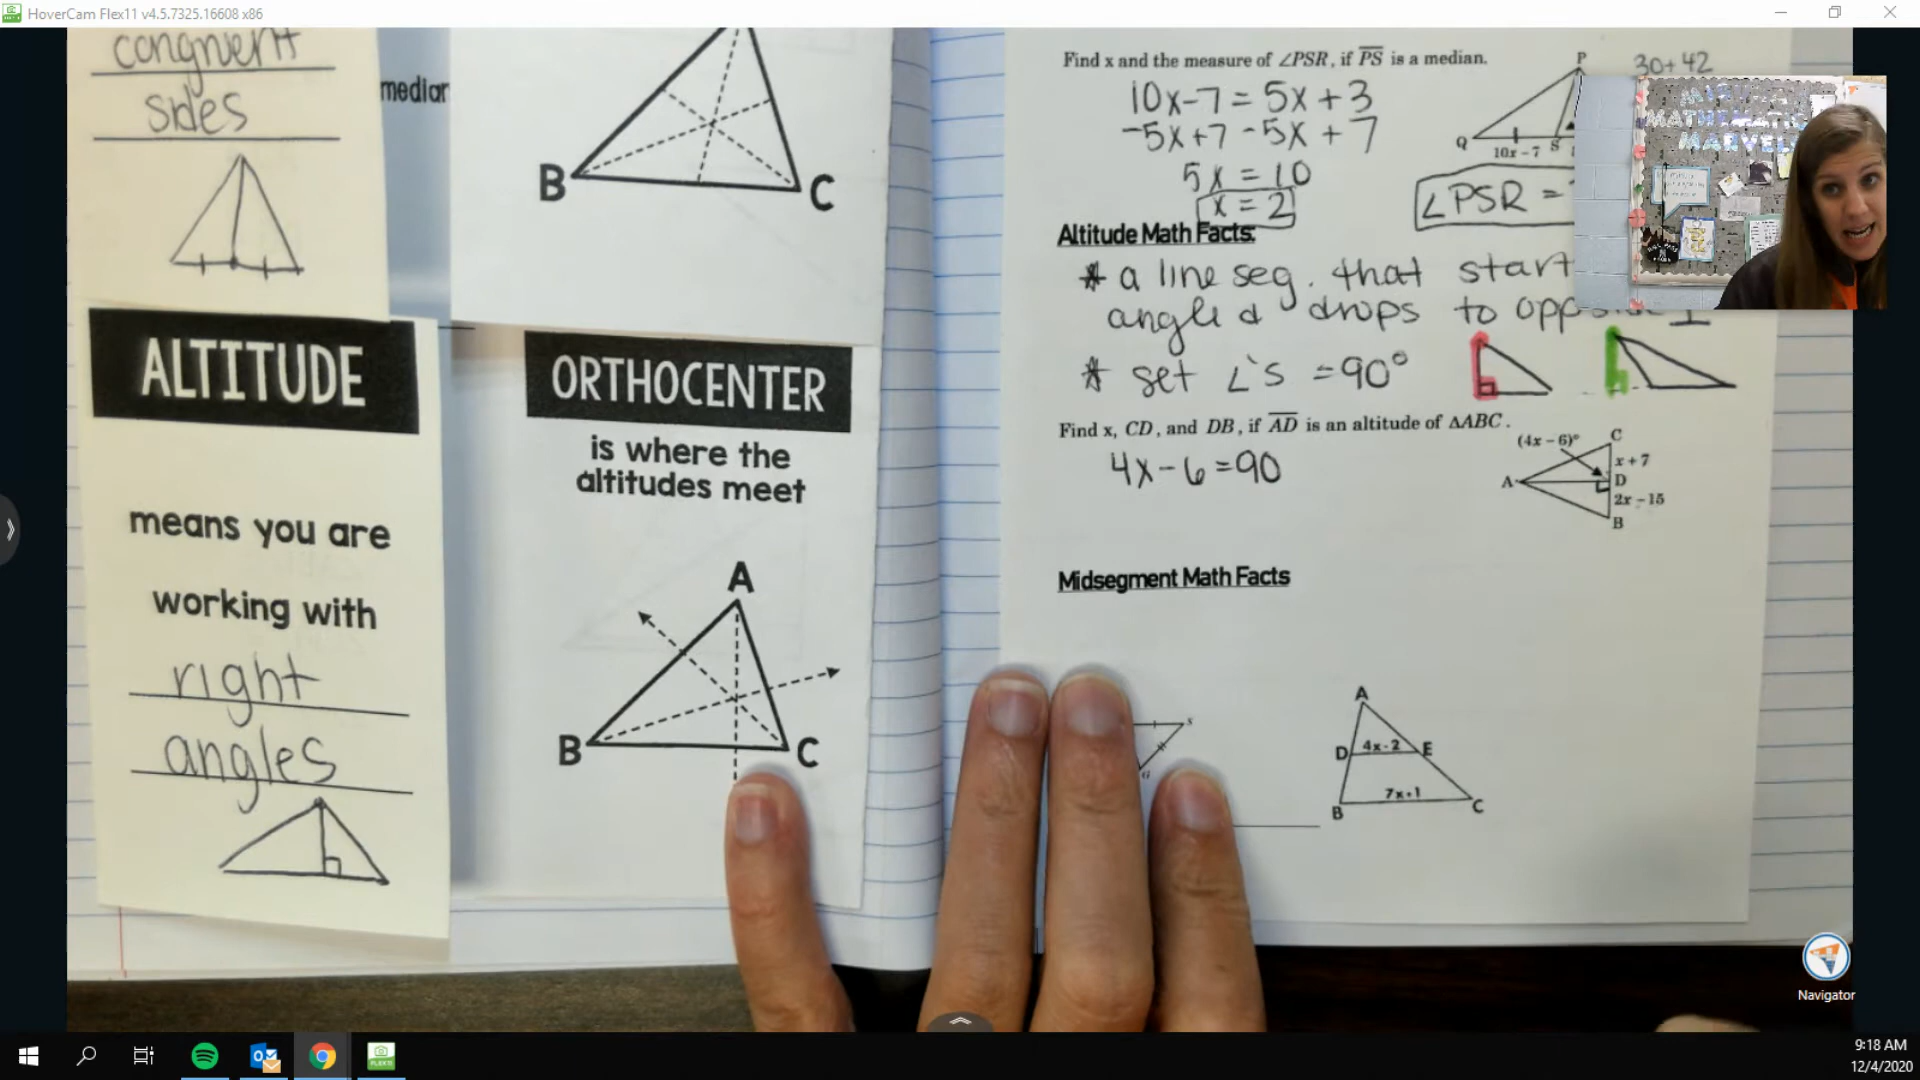 HoverCam Flex11 v4.5.7325.16608 x86
congruent
sides
median
B
C
ALTITUDE
means you are
working with
right
angles
ORTHOCENTER
is where the
altitudes meet
A
B
C
Find x and the measure of ∠PSR, if P̅S̅ is a median.
10x-7 = 5x+3
-5x+7 -5x+7
5x = 10
x = 2
P
30+42
Q
10x-7
S
∠PSR =
Altitude Math Facts:
* a line seg. that start
angle & drops to opp ⊥
* set ∠'s = 90°
Find x, CD, and DB, if A̅D̅ is an altitude of ΔABC.
4x-6=90
(4x-6)°
C
x+7
A
D
2x-15
B
Midsegment Math Facts
S
G
A
D
4x-2
E
7x+1
B
C
Navigator
9:18 AM
12/4/2020